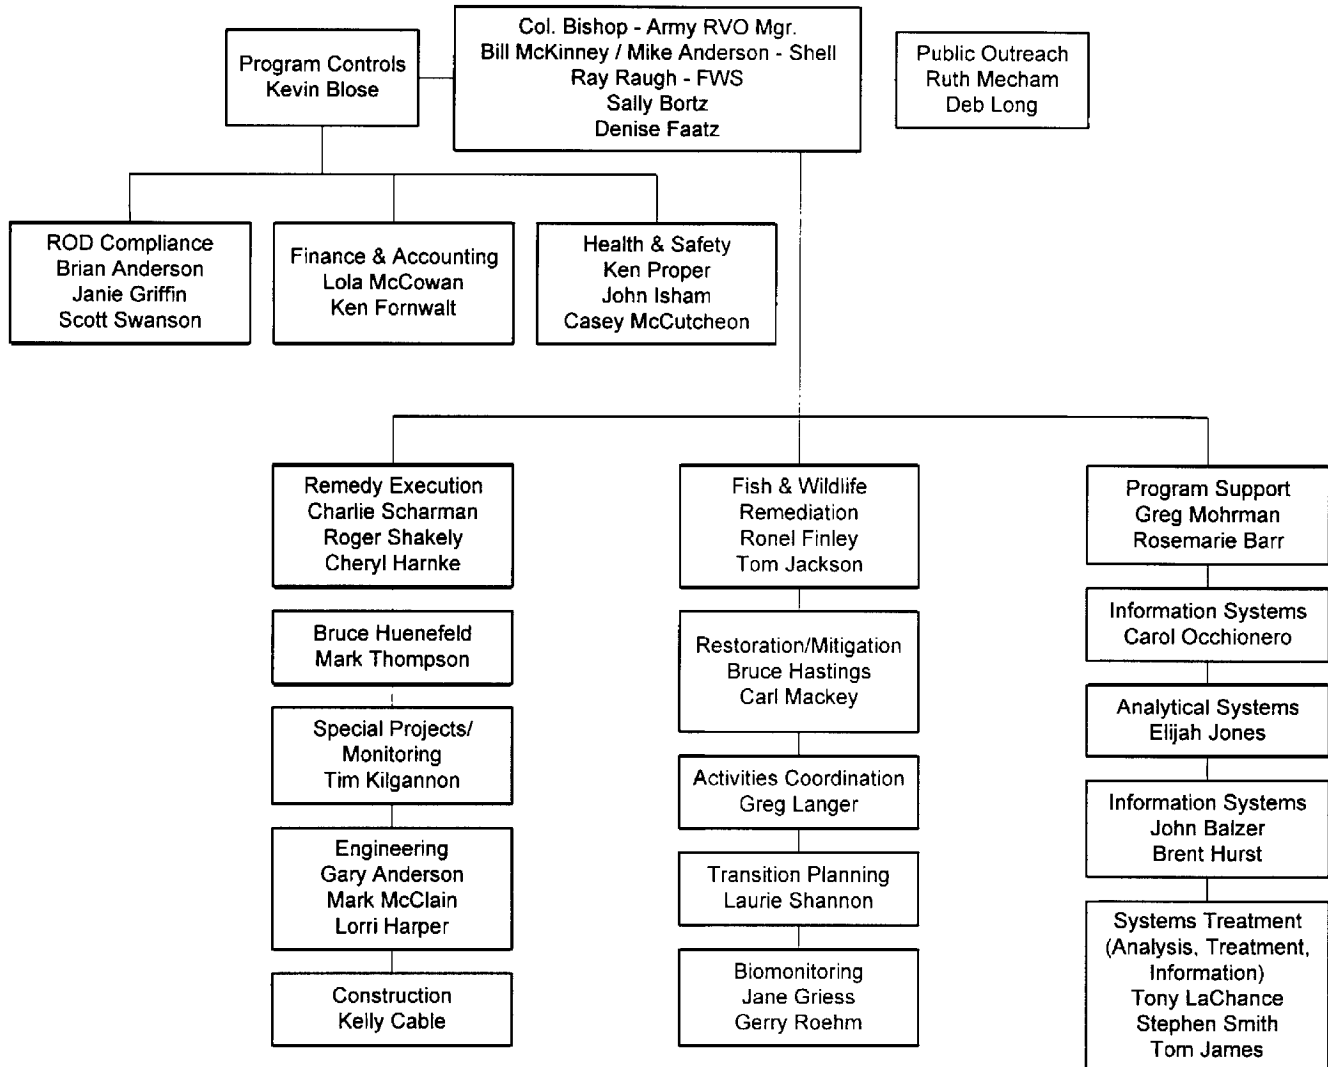 Col. Bishop - Army RVO Mgr.
Bill McKinney / Mike Anderson - Shell
Ray Raugh - FWS
Sally Bortz
Denise Faatz
Program Controls
Kevin Blose
Public Outreach
Ruth Mecham
Deb Long
ROD Compliance
Brian Anderson
Janie Griffin
Scott Swanson
Finance & Accounting
Lola McCowan
Ken Fornwalt
Health & Safety
Ken Proper
John Isham
Casey McCutcheon
Remedy Execution
Charlie Scharman
Roger Shakely
Cheryl Harnke
Bruce Huenefeld
Mark Thompson
Special Projects/
Monitoring
Tim Kilgannon
Engineering
Gary Anderson
Mark McClain
Lorri Harper
Construction
Kelly Cable
Fish & Wildlife
Remediation
Ronel Finley
Tom Jackson
Restoration/Mitigation
Bruce Hastings
Carl Mackey
Activities Coordination
Greg Langer
Transition Planning
Laurie Shannon
Biomonitoring
Jane Griess
Gerry Roehm
Program Support
Greg Mohrman
Rosemarie Barr
Information Systems
Carol Occhionero
Analytical Systems
Elijah Jones
Information Systems
John Balzer
Brent Hurst
Systems Treatment
(Analysis, Treatment,
Information)
Tony LaChance
Stephen Smith
Tom James